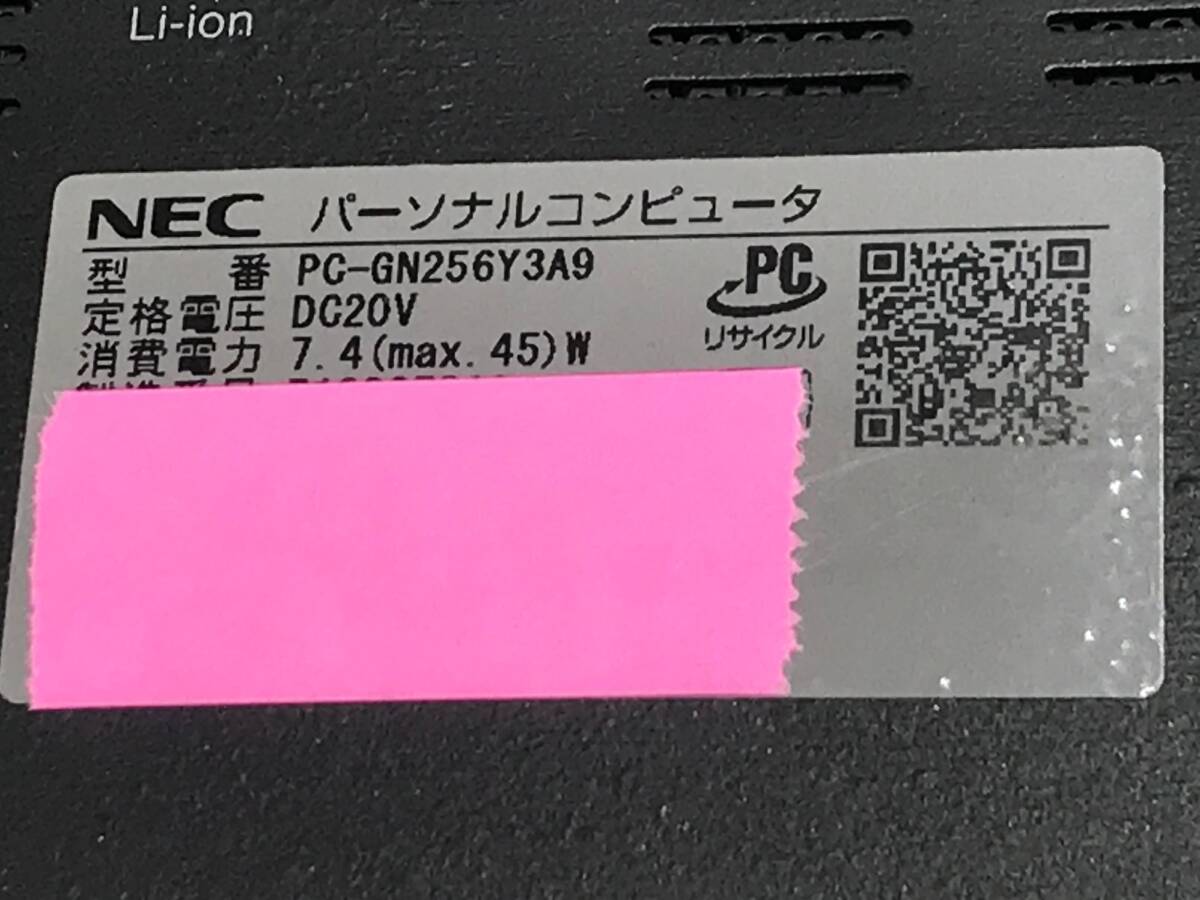 Li-ion
NEC パーソナルコンピュータ
型 番 PC-GN256Y3A9
定格電圧 DC20V
消費電力 7.4(max.45)W
PC
リサイクル